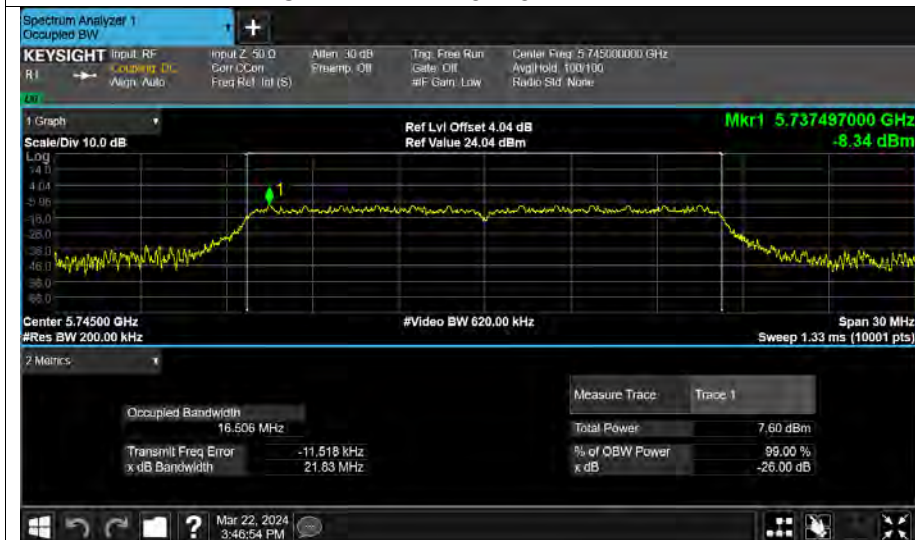 Spectrum Analyzer 1
Occupied BW
+
KEYSIGHT Input: RF Input Z: 50 Ω Atten: 30 dB Trig: Free Run Center Freq: 5.745000000 GHz
R L Coupling: DC Corr CCorr Preamp: Off Gate: Off Avg|Hold: 100/100
Align: Auto Freq Ref: Int (S) #IF Gain: Low Radio Std: None
1 Graph
Ref Lvl Offset 4.04 dB Mkr1 5.737497000 GHz
Scale/Div 10.0 dB Ref Value 24.04 dBm -8.34 dBm
Log
14.0
4.04
-5.96
1
-16.0
-26.0
-36.0
-46.0
-56.0
-66.0
Center 5.74500 GHz #Video BW 620.00 kHz Span 30 MHz
#Res BW 200.00 kHz Sweep 1.33 ms (10001 pts)
2 Metrics
Measure Trace Trace 1
Occupied Bandwidth
16.506 MHz Total Power 7.60 dBm
Transmit Freq Error -11.518 kHz % of OBW Power 99.00 %
x dB Bandwidth 21.83 MHz x dB -26.00 dB
? Mar 22, 2024
3:46:54 PM